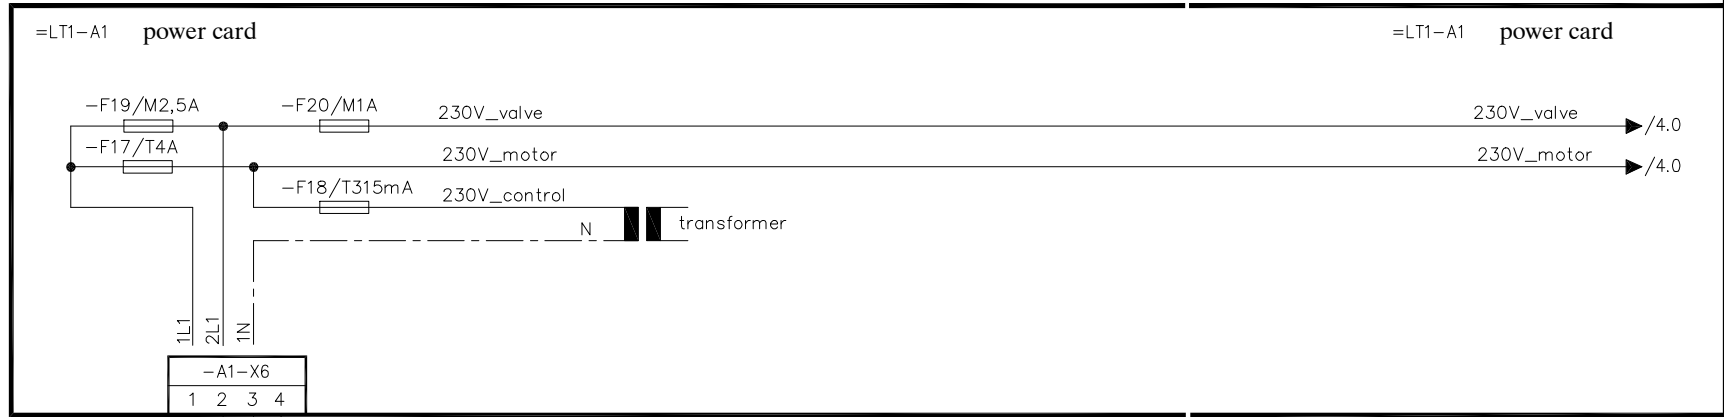 =LT1-A1 power card
=LT1-A1 power card
-F19/M2,5A
-F20/M1A
230V_valve
230V_valve
/4.0
-F17/T4A
230V_motor
230V_motor
/4.0
-F18/T315mA
230V_control
N
transformer
1L1
2L1
1N
-A1-X6
1 2 3 4